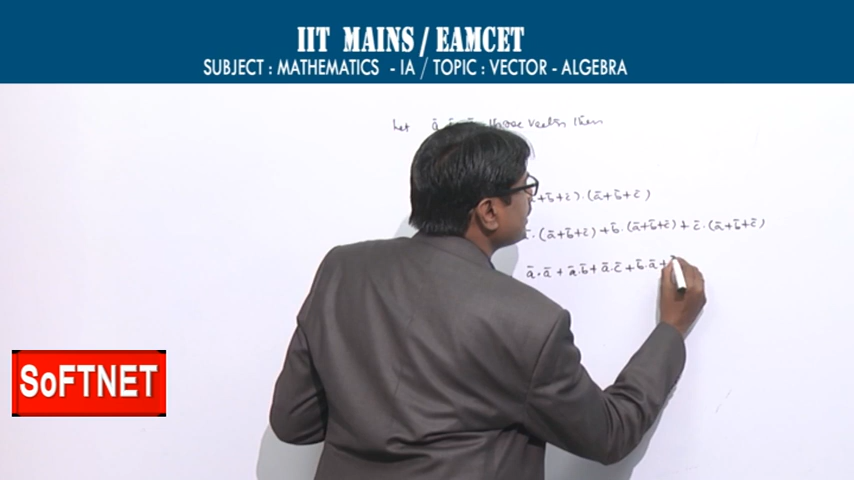 IIT MAINS / EAMCET
SUBJECT : MATHEMATICS - IA / TOPIC : VECTOR - ALGEBRA
Let ā three vectors then
ā+b̄+c̄).(ā+b̄+c̄)
ā.(ā+b̄+c̄)+b̄.(ā+b̄+c̄)+c̄.(ā+b̄+c̄)
ā.ā+ā.b̄+ā.c̄+b̄.ā+
SoFTNET